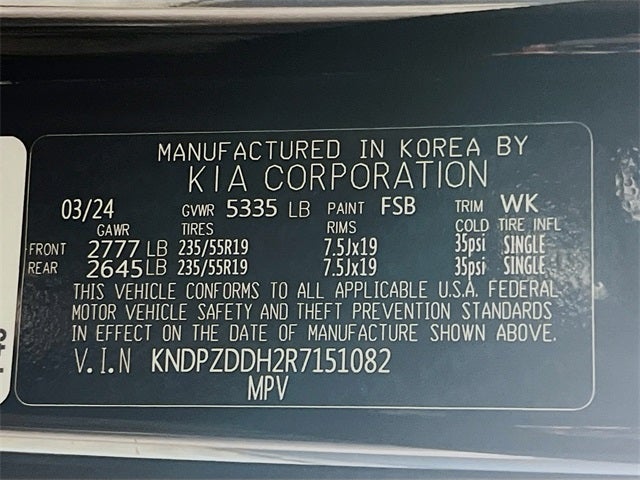 MANUFACTURED IN KOREA BY
KIA CORPORATION
03/24 GVWR 5335 LB PAINT FSB TRIM WK
GAWR TIRES RIMS COLD TIRE INFL
FRONT 2777 LB 235/55R19 7.5Jx19 35psi SINGLE
REAR 2645 LB 235/55R19 7.5Jx19 35psi SINGLE
THIS VEHICLE CONFORMS TO ALL APPLICABLE U.S.A. FEDERAL
MOTOR VEHICLE SAFETY AND THEFT PREVENTION STANDARDS
IN EFFECT ON THE DATE OF MANUFACTURE SHOWN ABOVE.
V.I.N KNDPZDDH2R7151082
MPV